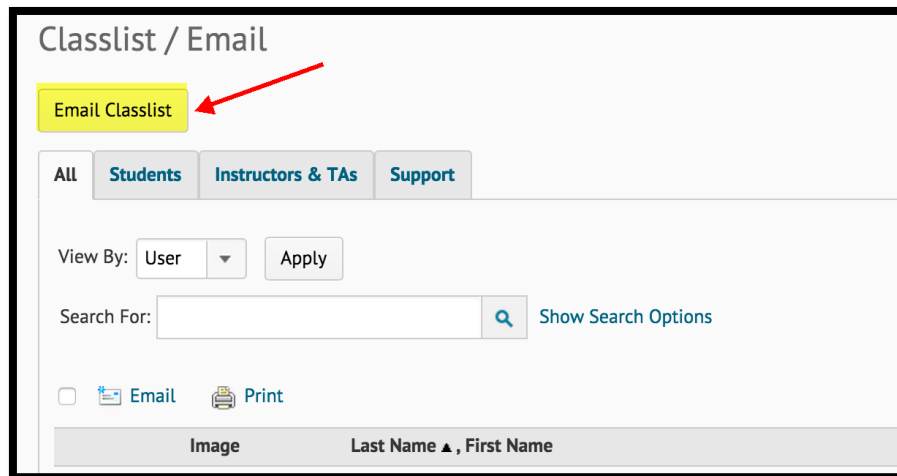 Classlist / Email
Email Classlist
All Students Instructors & TAs Support
View By: User Apply
Search For: Show Search Options
Email Print
Image Last Name ▲ , First Name